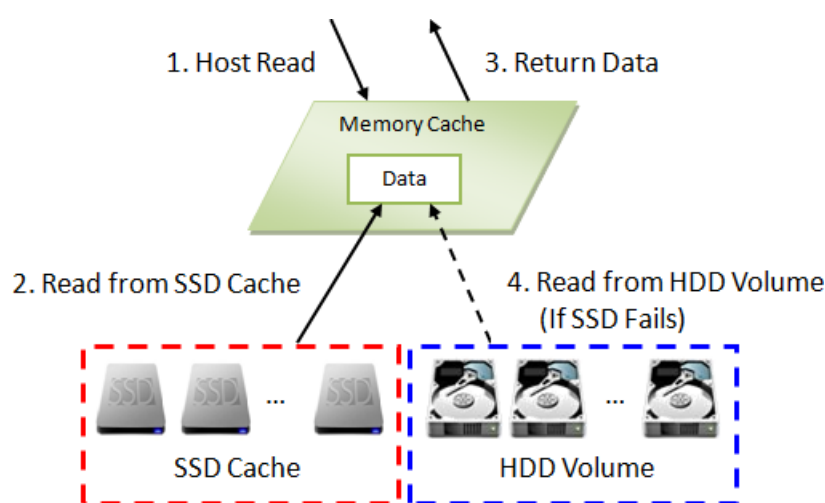 1. Host Read
3. Return Data
Memory Cache
Data
2. Read from SSD Cache
4. Read from HDD Volume
(If SSD Fails)
SSD
SSD
...
SSD
...
SSD Cache
HDD Volume